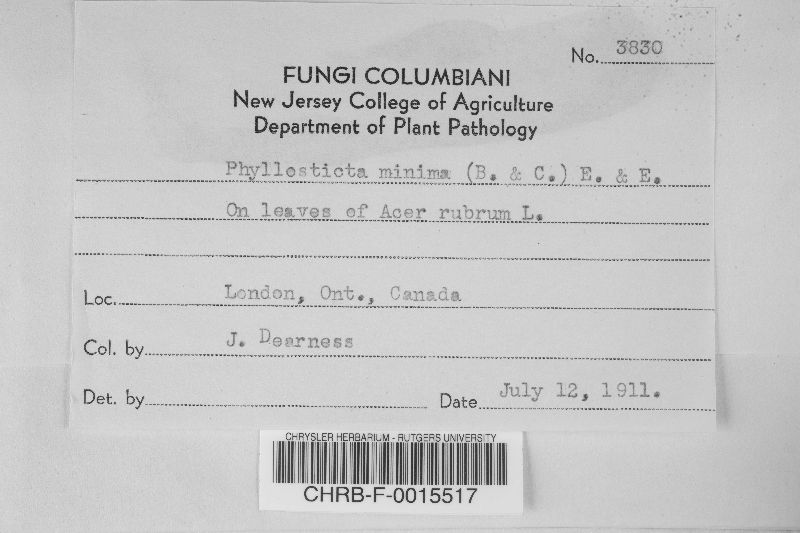 No. 3830
FUNGI COLUMBIANI
New Jersey College of Agriculture
Department of Plant Pathology
Phyllosticta minima (B. & C.) E. & E.
On leaves of Acer rubrum L.
Loc. London, Ont., Canada
Col. by J. Dearness
Det. by
Date July 12, 1911.
CHRYSLER HERBARIUM - RUTGERS UNIVERSITY
CHRB-F-0015517